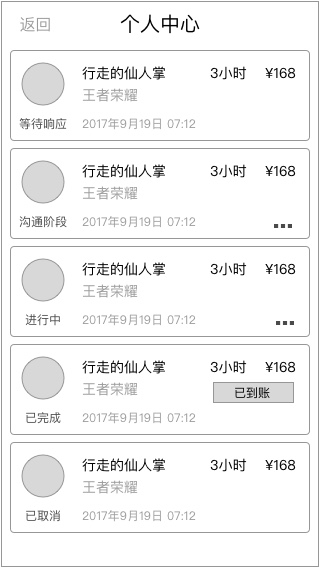 返回 个人中心
行走的仙人掌 3小时 ¥168
王者荣耀
等待响应 2017年9月19日 07:12
行走的仙人掌 3小时 ¥168
王者荣耀
沟通阶段 2017年9月19日 07:12
行走的仙人掌 3小时 ¥168
王者荣耀
进行中 2017年9月19日 07:12
行走的仙人掌 3小时 ¥168
王者荣耀 已到账
已完成 2017年9月19日 07:12
行走的仙人掌 3小时 ¥168
王者荣耀
已取消 2017年9月19日 07:12